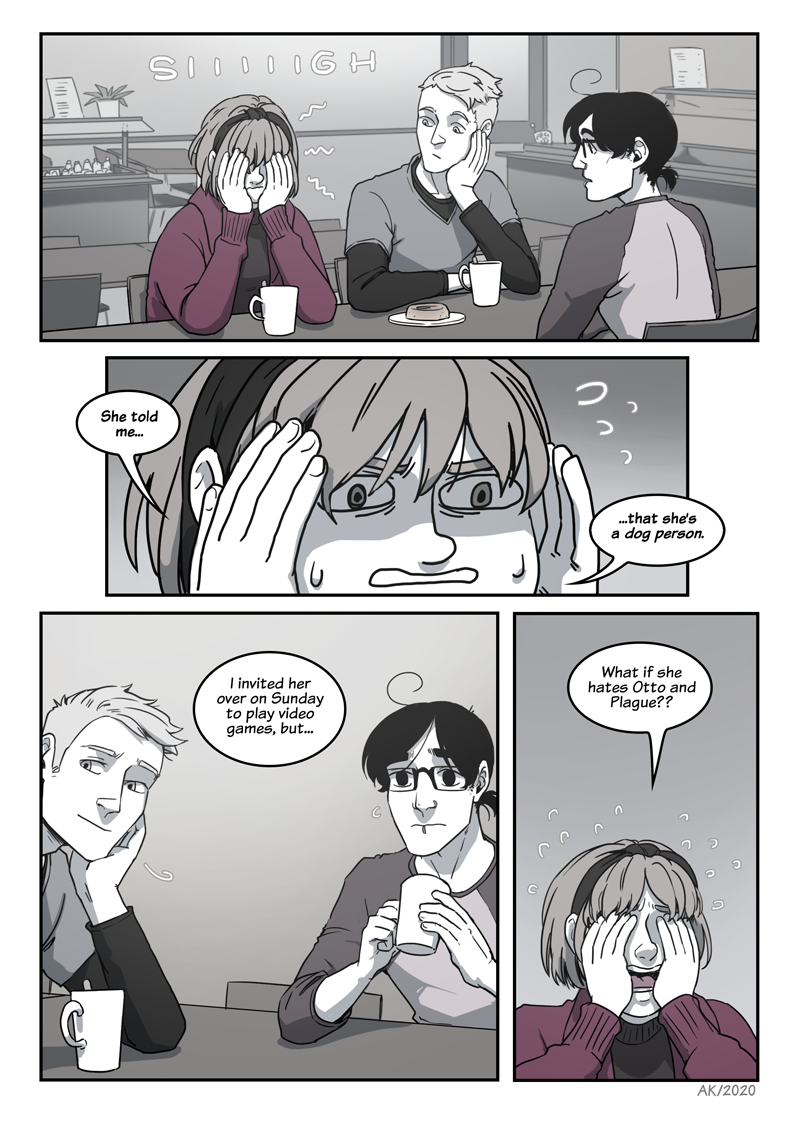 SIIIIIGH
She told
me...
...that she's
a dog person.
I invited her
over on Sunday
to play video
games, but...
What if she
hates Otto and
Plague??
AK/2020